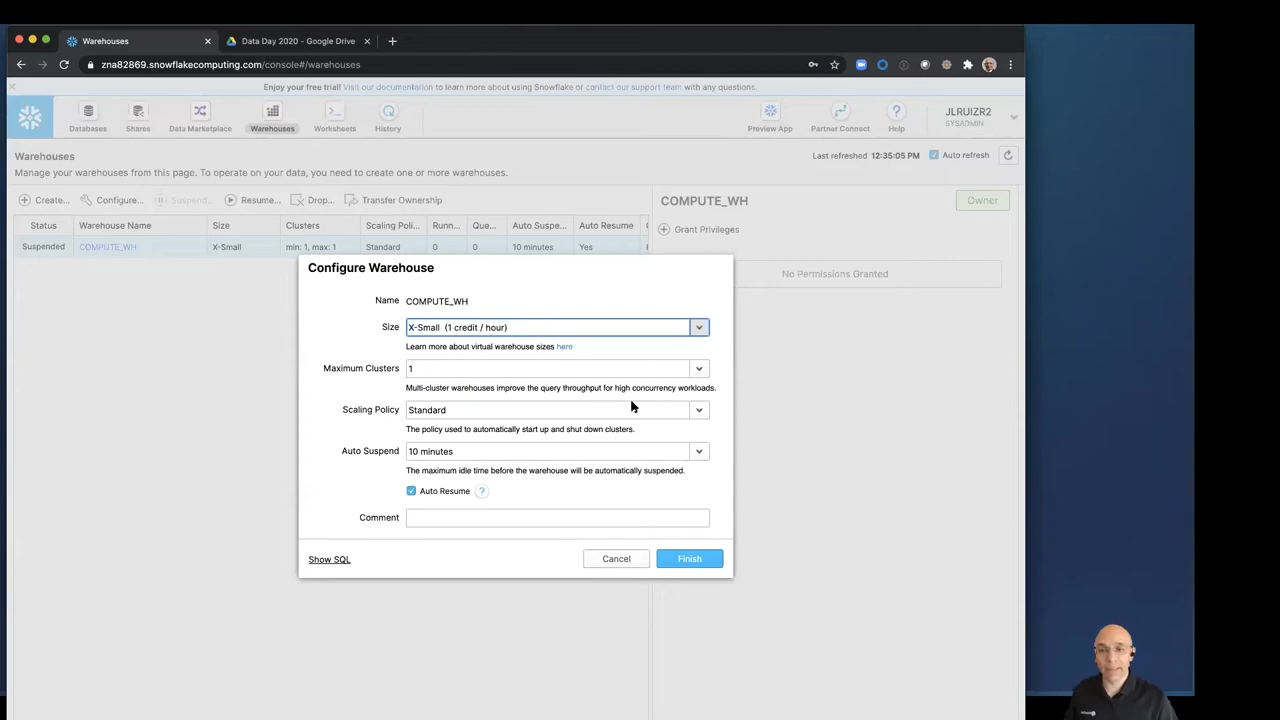 Warehouses
Data Day 2020 - Google Drive
zna82869.snowflakecomputing.com/console#/warehouses
Enjoy your free trial! Visit our documentation to learn more about using Snowflake or contact our support team with any questions.
Databases
Shares
Data Marketplace
Warehouses
Worksheets
History
Preview App
Partner Connect
Help
JLRUIZR2
SYSADMIN
Warehouses
Last refreshed 12:35:05 PM
Auto refresh
Manage your warehouses from this page. To operate on your data, you need to create one or more warehouses.
Create...
Configure...
Suspend...
Resume...
Drop...
Transfer Ownership
COMPUTE_WH
Owner
Status
Warehouse Name
Size
Clusters
Scaling Poli...
Runn...
Que...
Auto Suspe...
Auto Resume
Grant Privileges
Suspended
COMPUTE_WH
X-Small
min: 1, max: 1
Standard
0
0
10 minutes
Yes
No Permissions Granted
Configure Warehouse
Name COMPUTE_WH
Size X-Small (1 credit / hour)
Learn more about virtual warehouse sizes here
Maximum Clusters 1
Multi-cluster warehouses improve the query throughput for high concurrency workloads.
Scaling Policy Standard
The policy used to automatically start up and shut down clusters.
Auto Suspend 10 minutes
The maximum idle time before the warehouse will be automatically suspended.
Auto Resume ?
Comment
Show SQL
Cancel
Finish